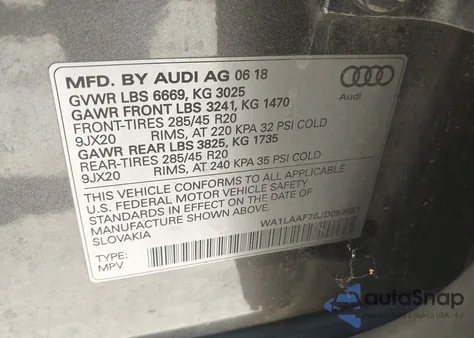 MFD. BY AUDI AG 06 18
GVWR LBS 6669, KG 3025
GAWR FRONT LBS 3241, KG 1470
FRONT-TIRES 285/45 R20
9JX20 RIMS, AT 220 KPA 32 PSI COLD
GAWR REAR LBS 3825, KG 1735
REAR-TIRES 285/45 R20
9JX20 RIMS, AT 240 KPA 35 PSI COLD
Audi
THIS VEHICLE CONFORMS TO ALL APPLICABLE
U.S. FEDERAL MOTOR VEHICLE SAFETY
STANDARDS IN EFFECT ON THE DATE OF
MANUFACTURE SHOWN ABOVE.
SLOVAKIA
TYPE:
MPV
autoSnap